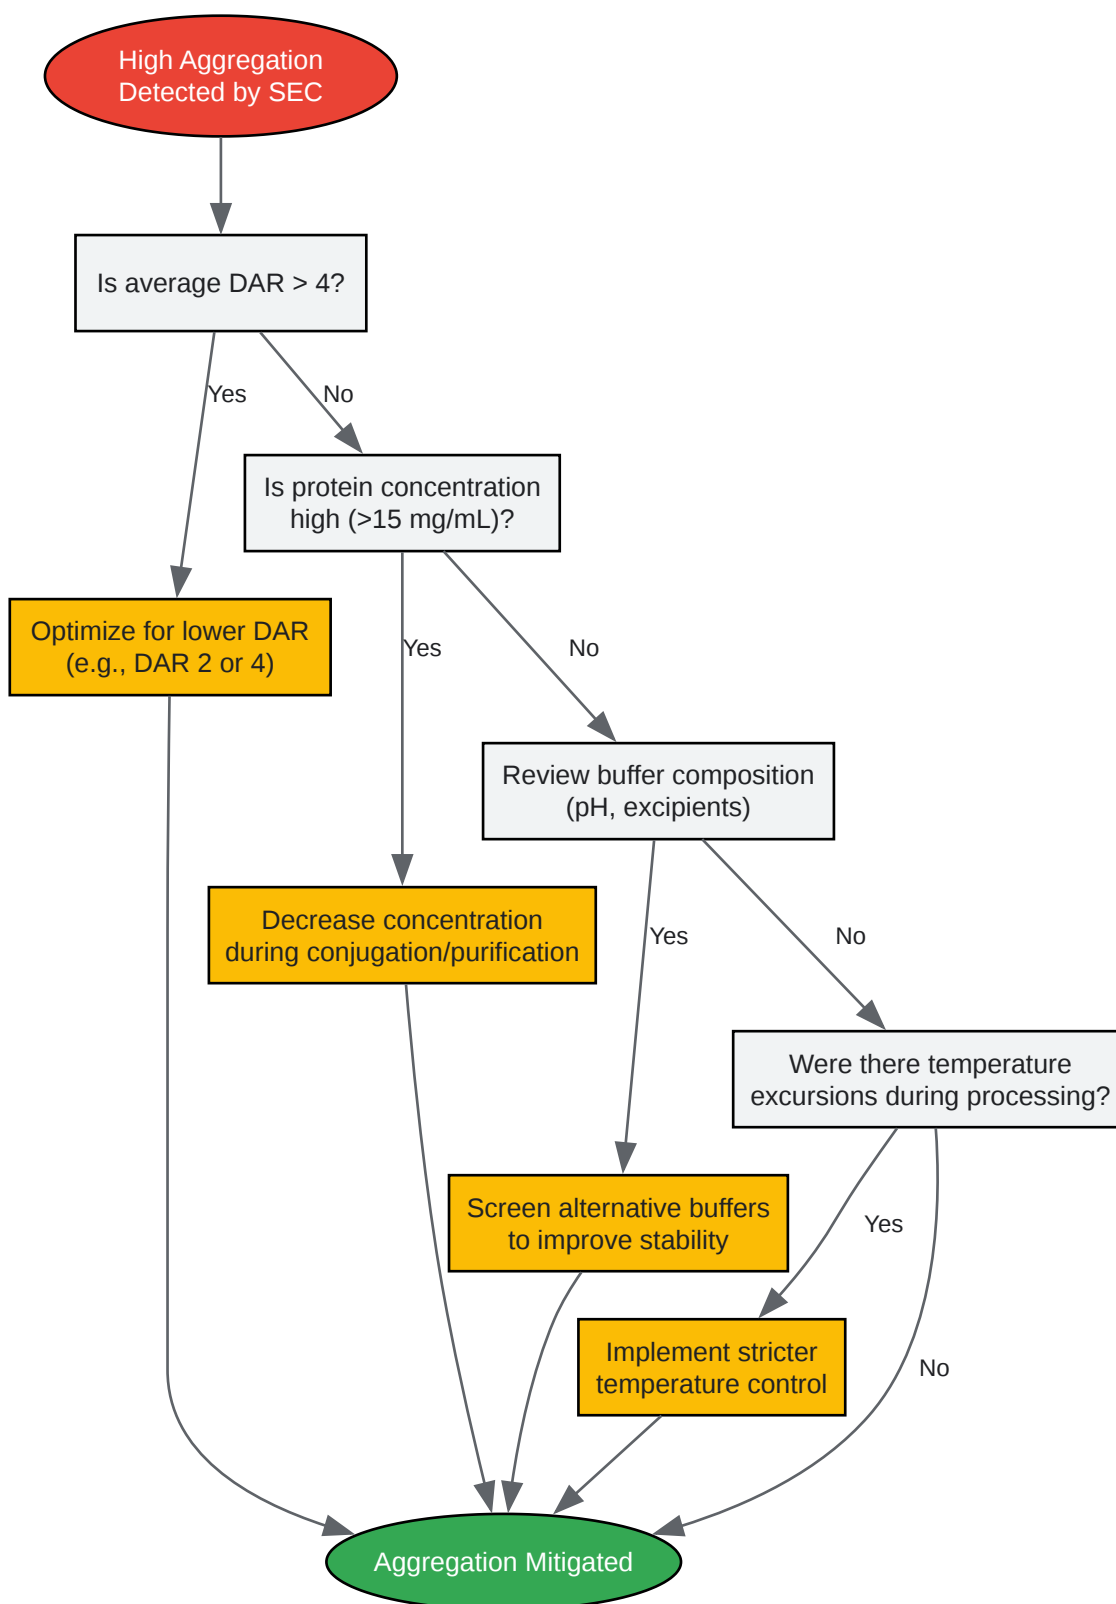 High Aggregation
Detected by SEC
Is average DAR > 4?
Yes
No
Is protein concentration
high (>15 mg/mL)?
Optimize for lower DAR
(e.g., DAR 2 or 4)
Yes
No
Review buffer composition
(pH, excipients)
Decrease concentration
during conjugation/purification
Yes
No
Were there temperature
excursions during processing?
Screen alternative buffers
to improve stability
Yes
Implement stricter
temperature control
No
Aggregation Mitigated